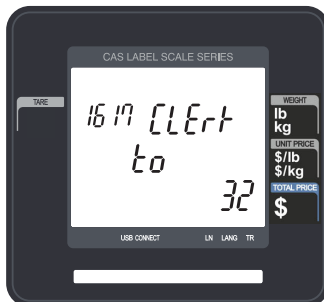 CAS LABEL SCALE SERIES
TARE
1617 CLErk
to
32
WEIGHT
lb
kg
UNIT PRICE
$/lb
$/kg
TOTAL PRICE
$
USB CONNECT LN LANG TR